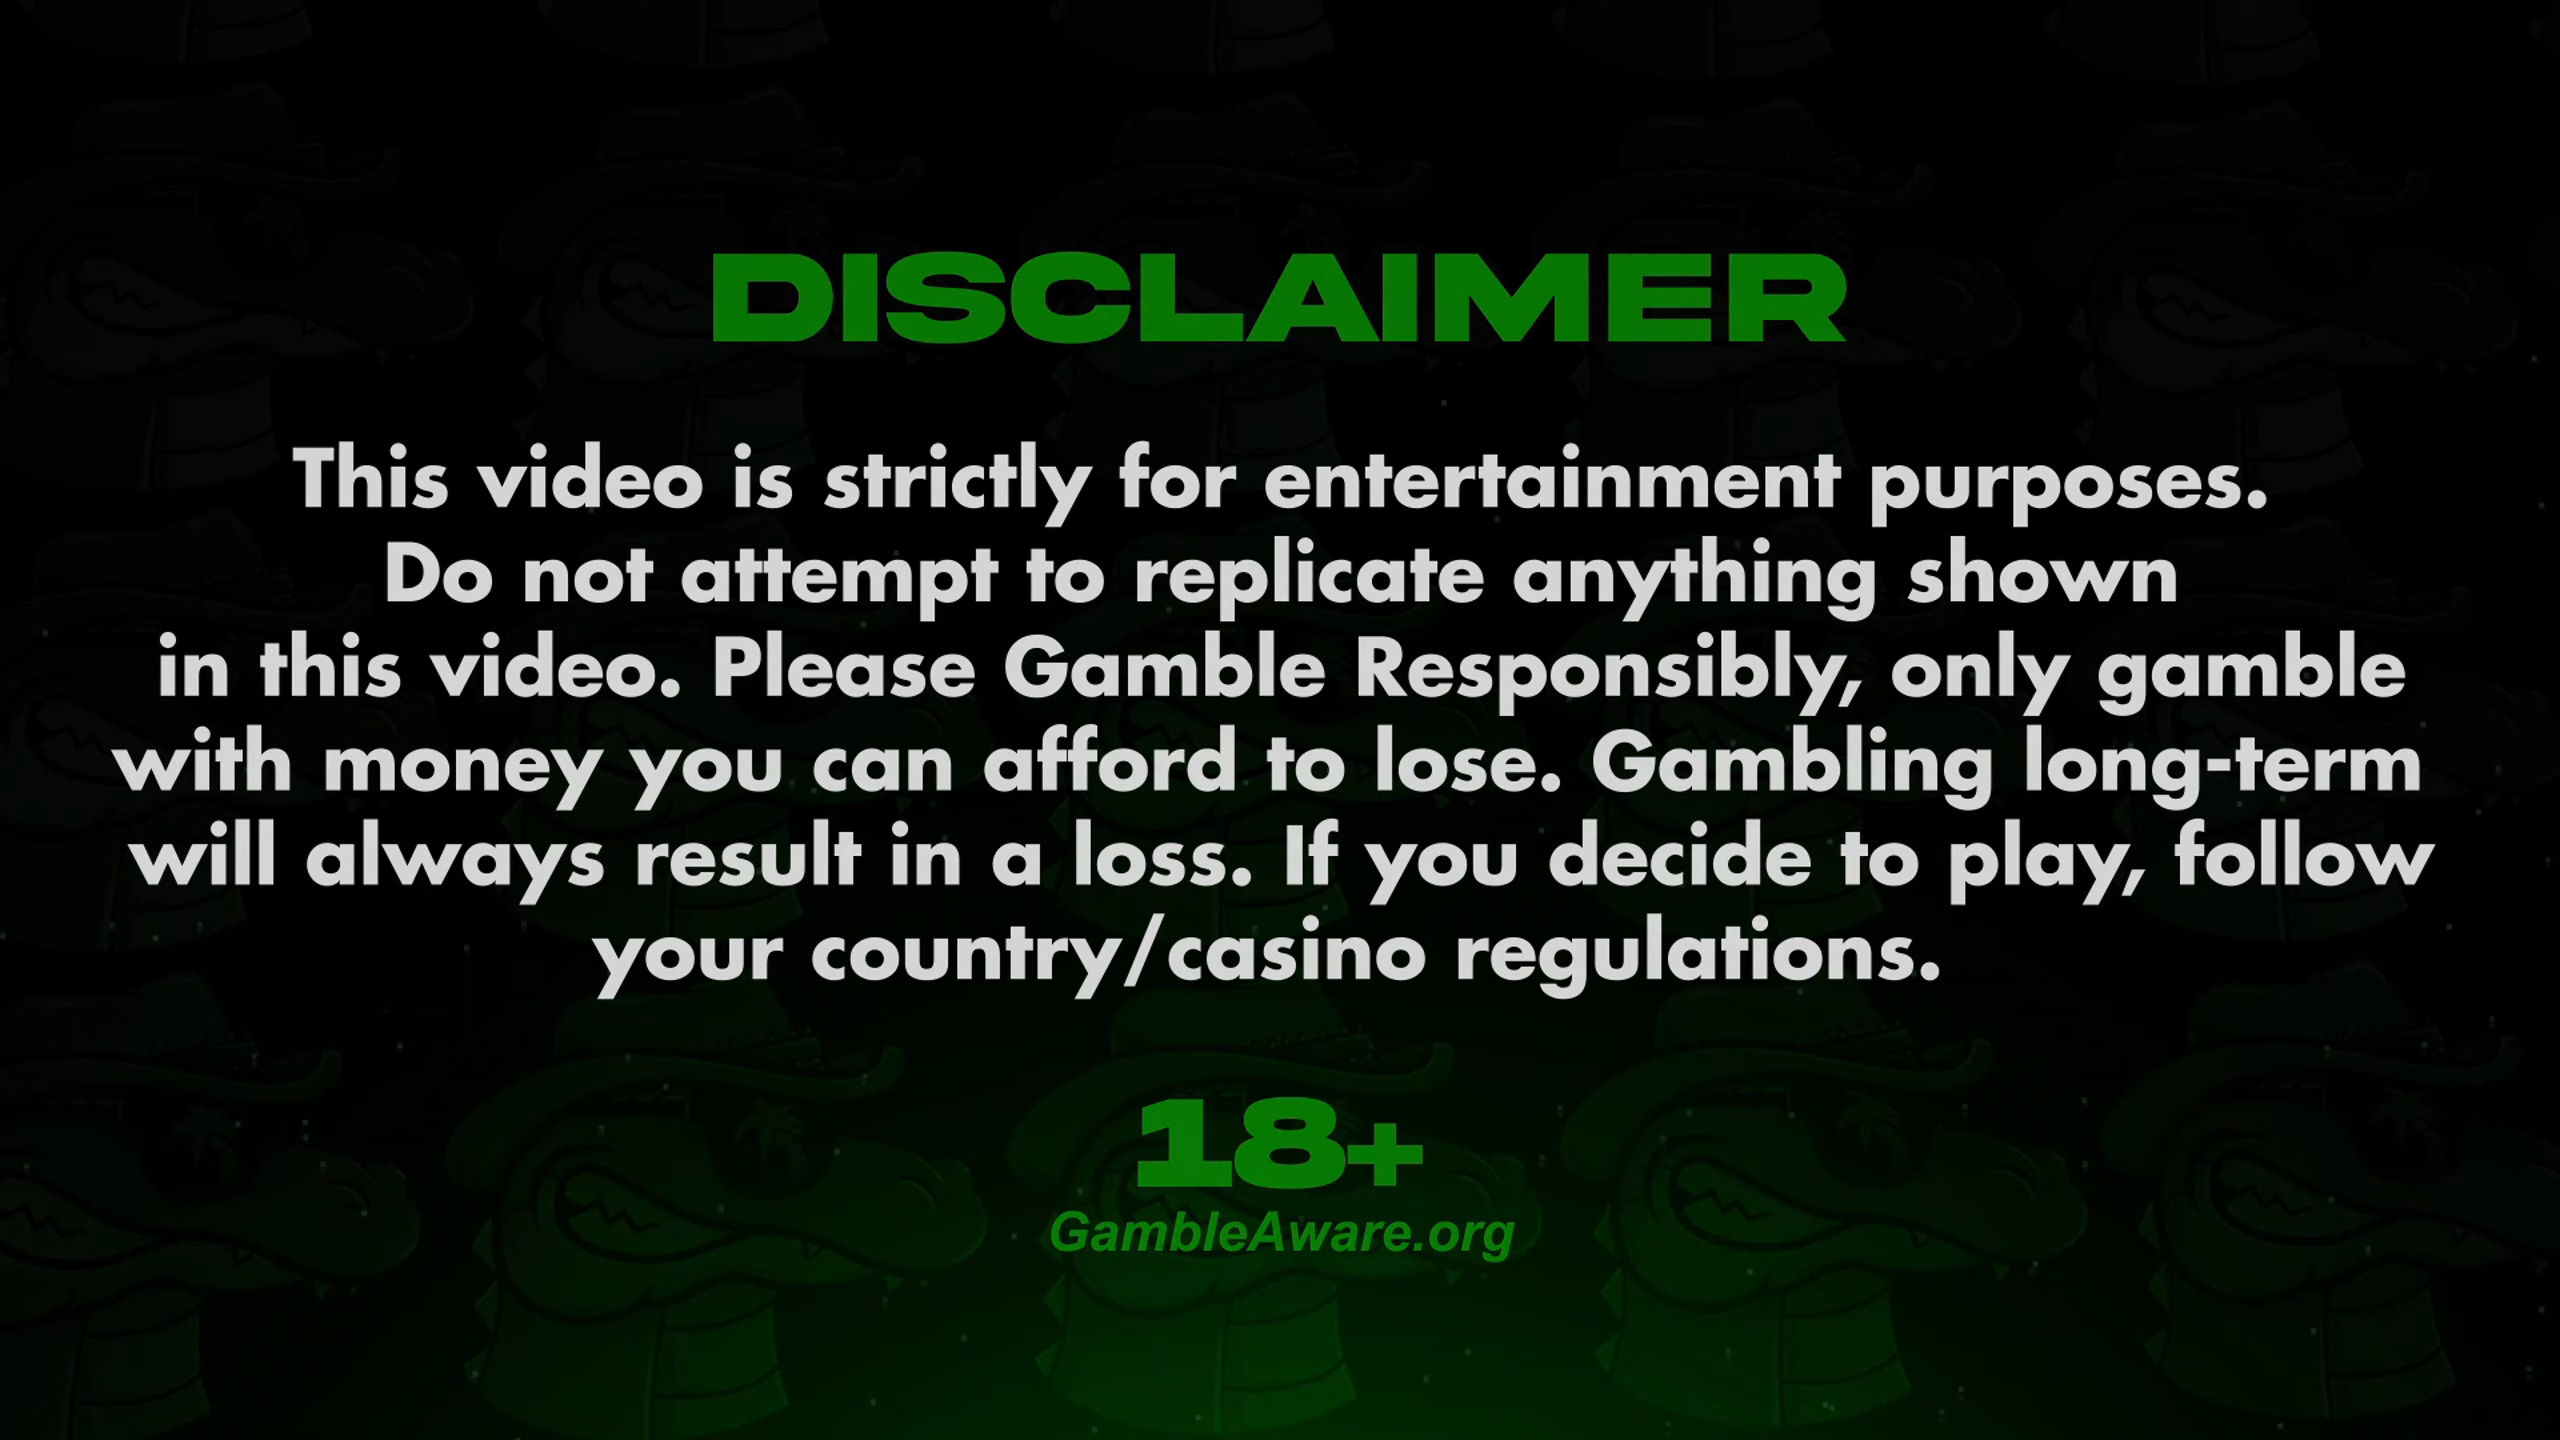 DISCLAIMER
This video is strictly for entertainment purposes.
Do not attempt to replicate anything shown
in this video. Please Gamble Responsibly, only gamble
with money you can afford to lose. Gambling long-term
will always result in a loss. If you decide to play, follow
your country/casino regulations.
18+
GambleAware.org